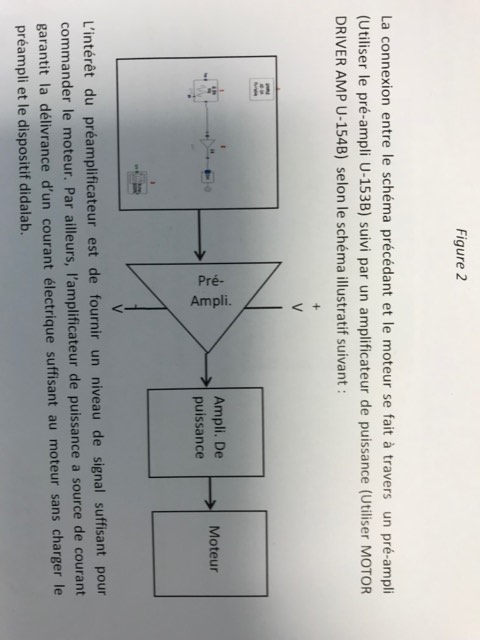 Figure 2
La connexion entre le schéma précédant et le moteur se fait à travers un pré-ampli
(Utiliser le pré-ampli U-153B) suivi par un amplificateur de puissance (Utiliser MOTOR
DRIVER AMP U-154B) selon le schéma illustratif suivant :
+
V
Pré-
Ampli.
V
-
Ampli. De
puissance
Moteur
L'intérêt du préamplificateur est de fournir un niveau de signal suffisant pour
commander le moteur. Par ailleurs, l'amplificateur de puissance a source de courant
garantit la délivrance d'un courant électrique suffisant au moteur sans charger le
préampli et le dispositif didalab.